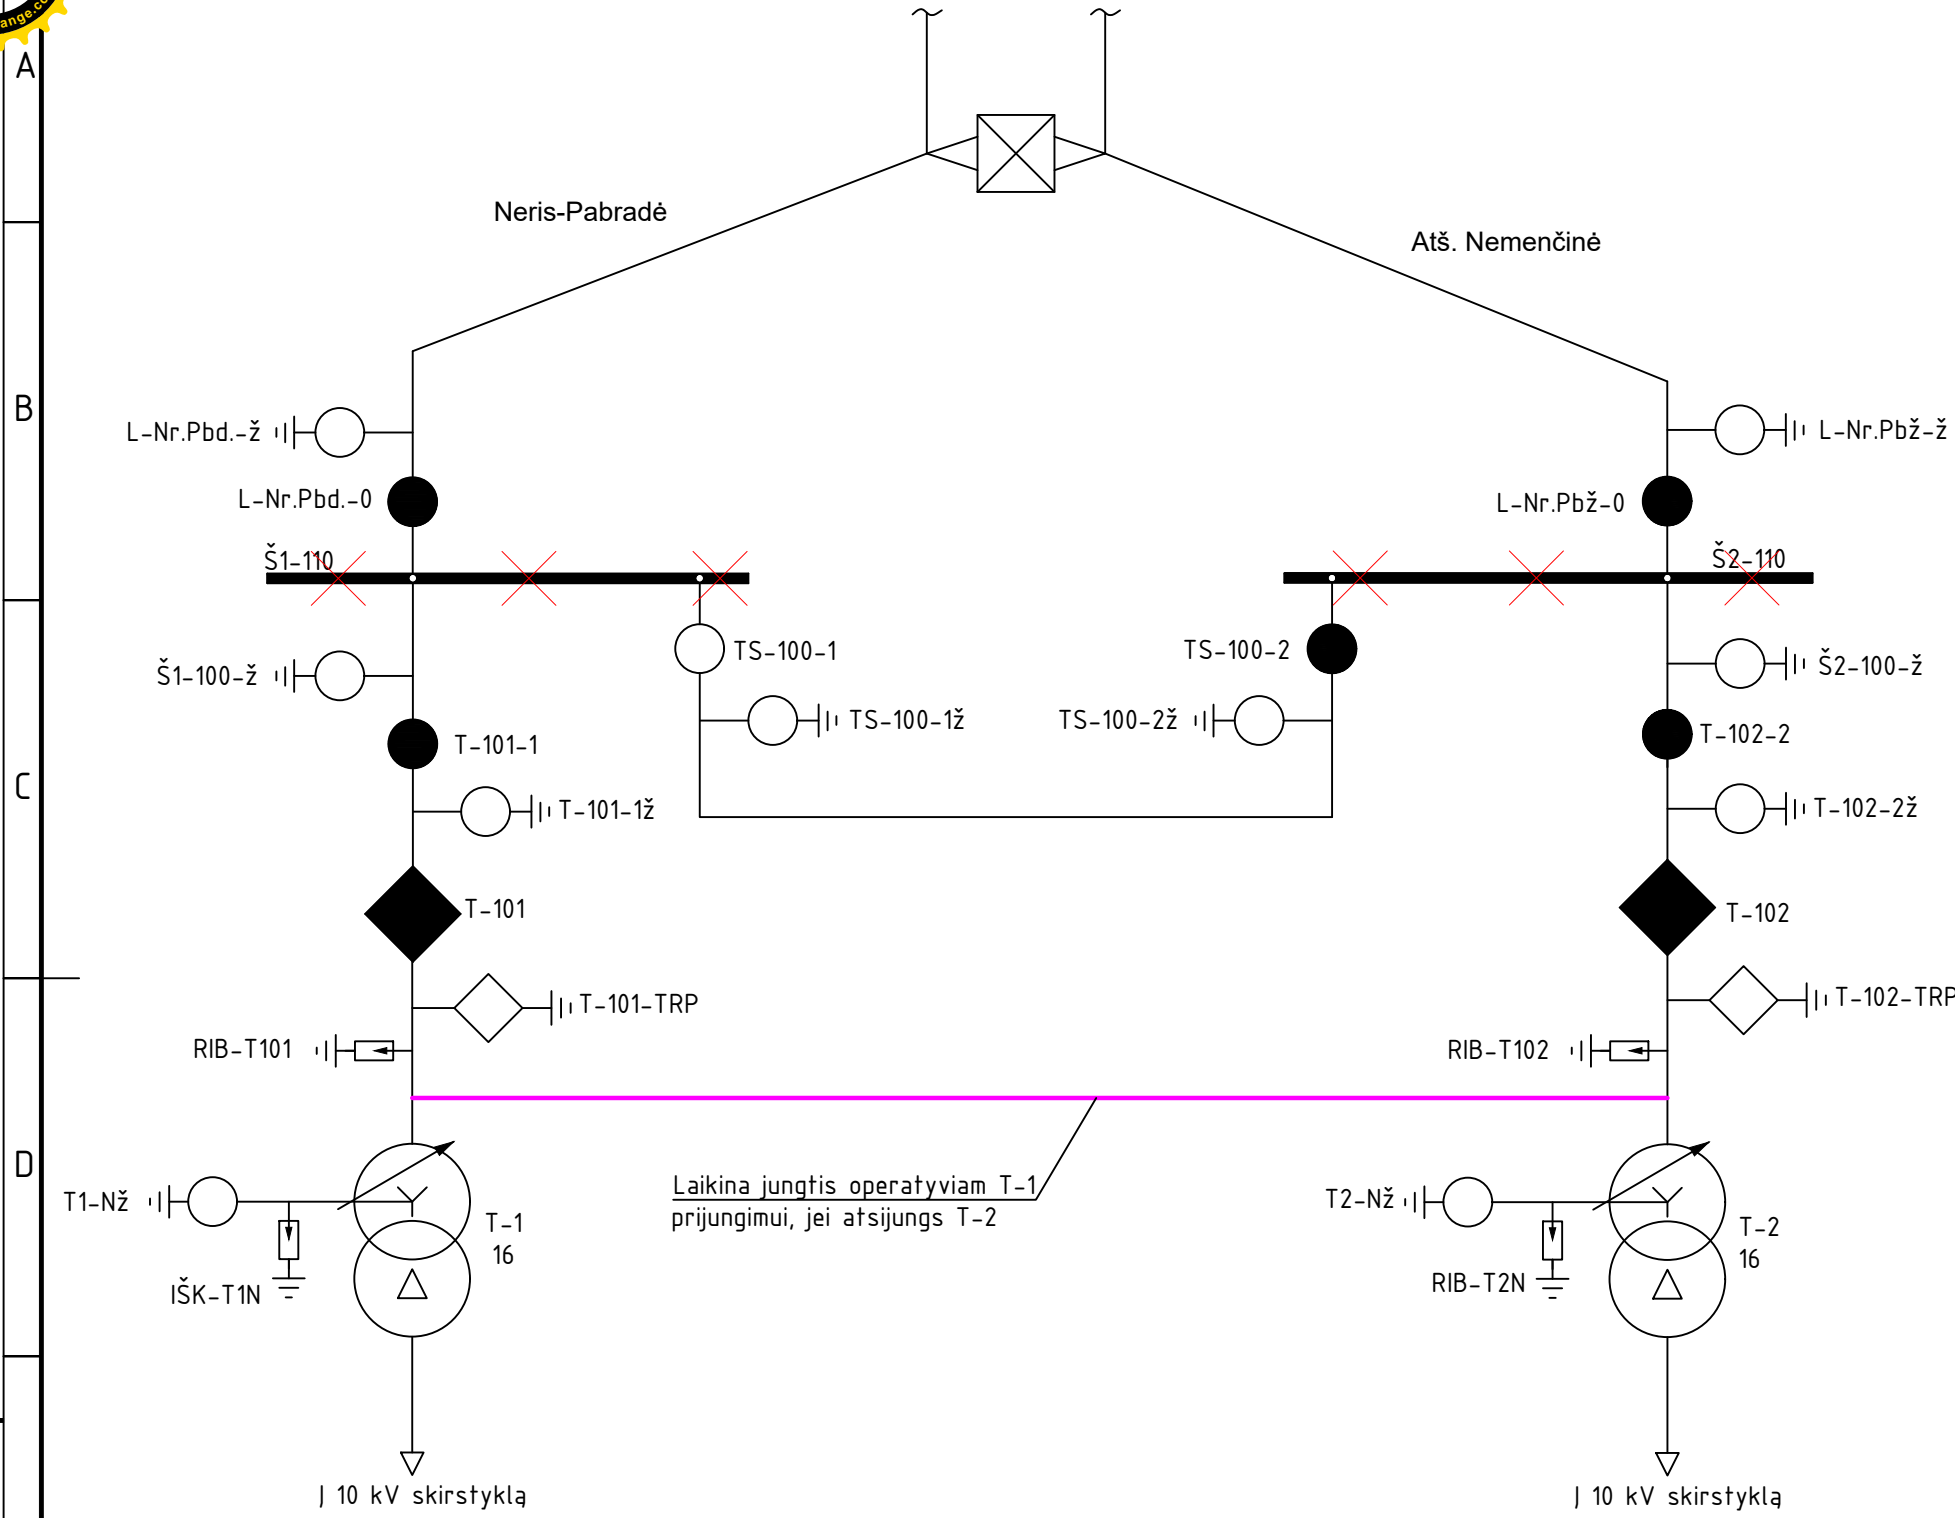 ange.co
A
Neris-Pabradė
Atš. Nemenčinė
B
L-Nr.Pbd.-ž
L-Nr.Pbž-ž
L-Nr.Pbd.-0
L-Nr.Pbž-0
Š1-110
Š2-110
TS-100-1
TS-100-2
Š1-100-ž
Š2-100-ž
TS-100-1ž
TS-100-2ž
T-101-1
T-102-2
C
T-101-1ž
T-102-2ž
T-101
T-102
T-101-TRP
T-102-TRP
RIB-T101
RIB-T102
D
Laikina jungtis operatyviam T-1
prijungimui, jei atsijungs T-2
T1-Nž
T2-Nž
T-1
16
T-2
16
IŠK-T1N
RIB-T2N
Į 10 kV skirstyklą
Į 10 kV skirstyklą